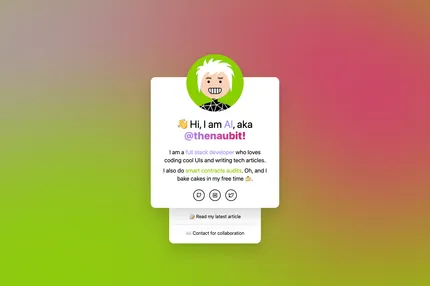 👋 Hi, I am Al, aka
@thenaubit!
I am a full stack developer who loves
coding cool UIs and writing tech articles.
I also do smart contracts audits. Oh, and I
bake cakes in my free time 🍰.
📝 Read my latest article
✉️ Contact for collaboration